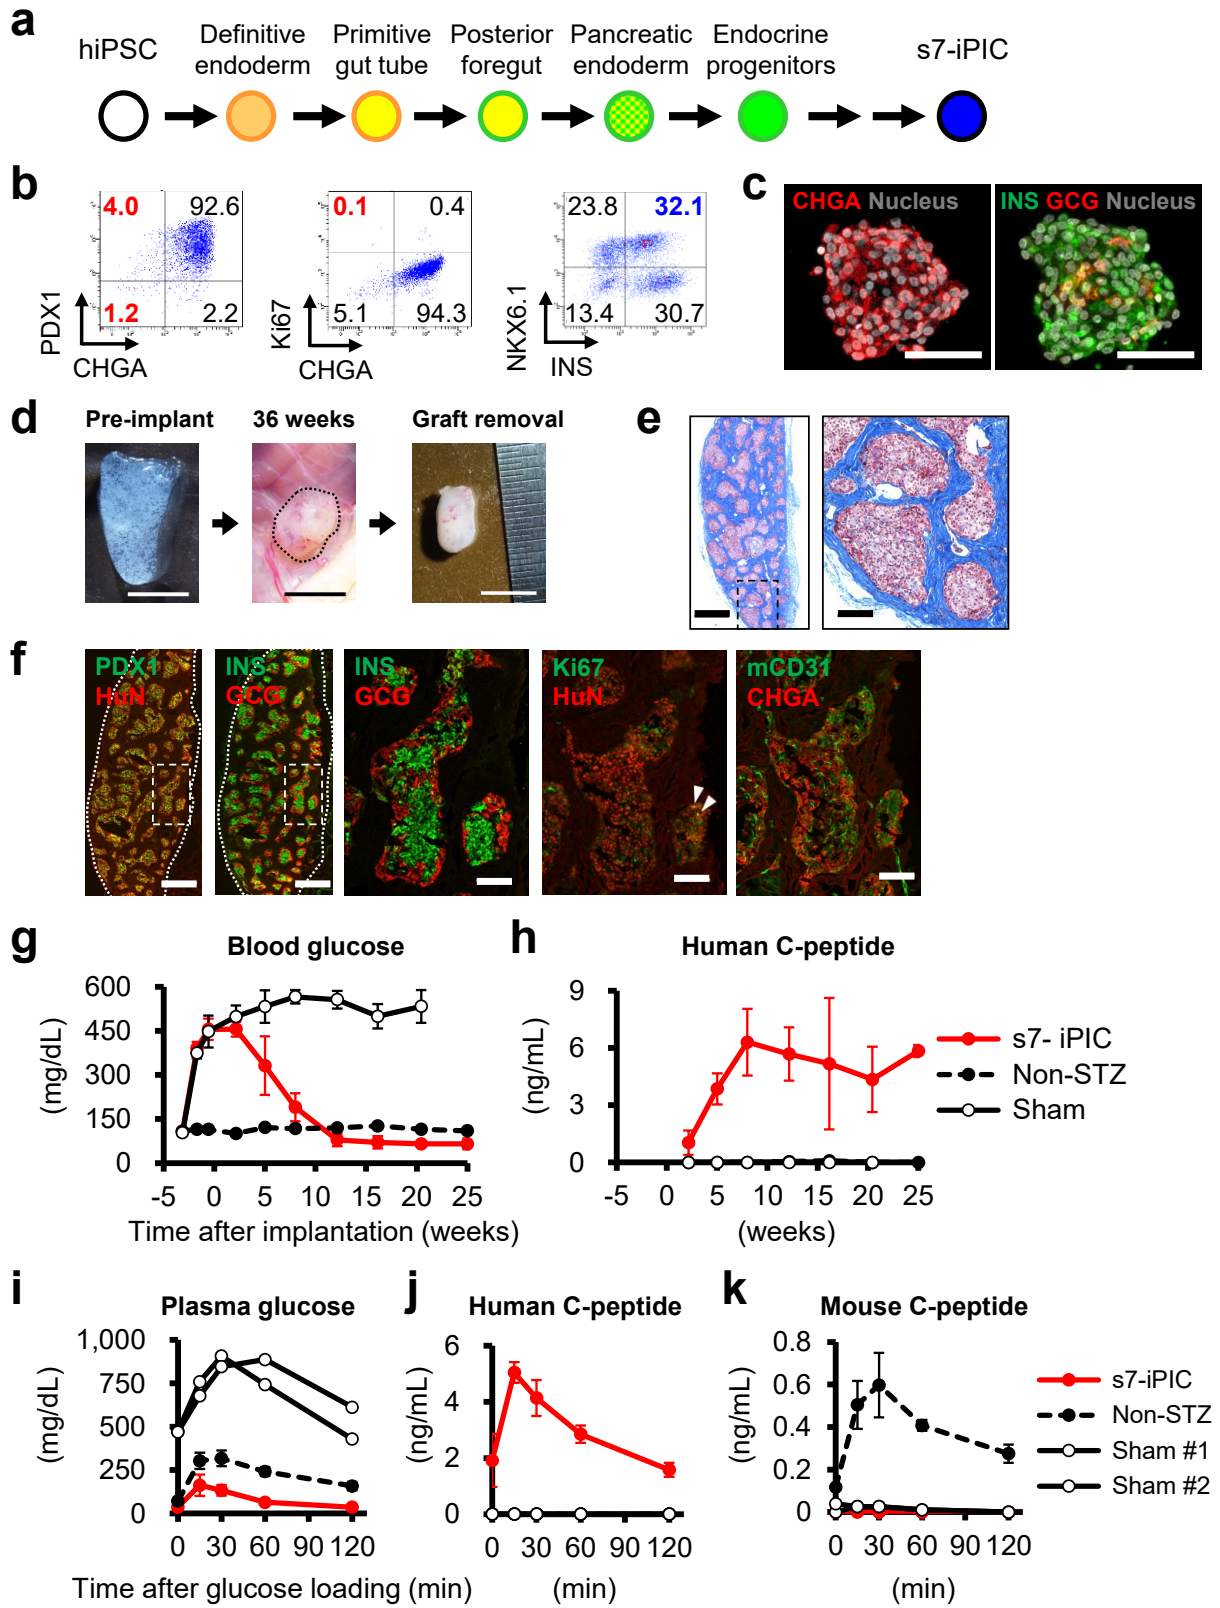 a
hiPSC
Definitive
endoderm
Primitive
gut tube
Posterior
foregut
Pancreatic
endoderm
Endocrine
progenitors
s7-iPIC
b
PDX1
4.0
92.6
1.2
2.2
CHGA
Ki67
0.1
0.4
5.1
94.3
CHGA
NKX6.1
23.8
32.1
13.4
30.7
INS
c
CHGA Nucleus
INS GCG Nucleus
d
Pre-implant
36 weeks
Graft removal
e
f
PDX1
HuN
INS
GCG
INS
GCG
Ki67
HuN
mCD31
CHGA
g
Blood glucose
(mg/dL)
600
450
300
150
0
-5 0 5 10 15 20 25
Time after implantation (weeks)
h
Human C-peptide
(ng/mL)
9
6
3
0
-5 0 5 10 15 20 25
(weeks)
s7- iPIC
Non-STZ
Sham
i
Plasma glucose
(mg/dL)
1,000
750
500
250
0
0 30 60 90 120
Time after glucose loading (min)
j
Human C-peptide
(ng/mL)
6
4
2
0
0 30 60 90 120
(min)
k
Mouse C-peptide
(ng/mL)
0.8
0.6
0.4
0.2
0
0 30 60 90 120
(min)
s7-iPIC
Non-STZ
Sham #1
Sham #2